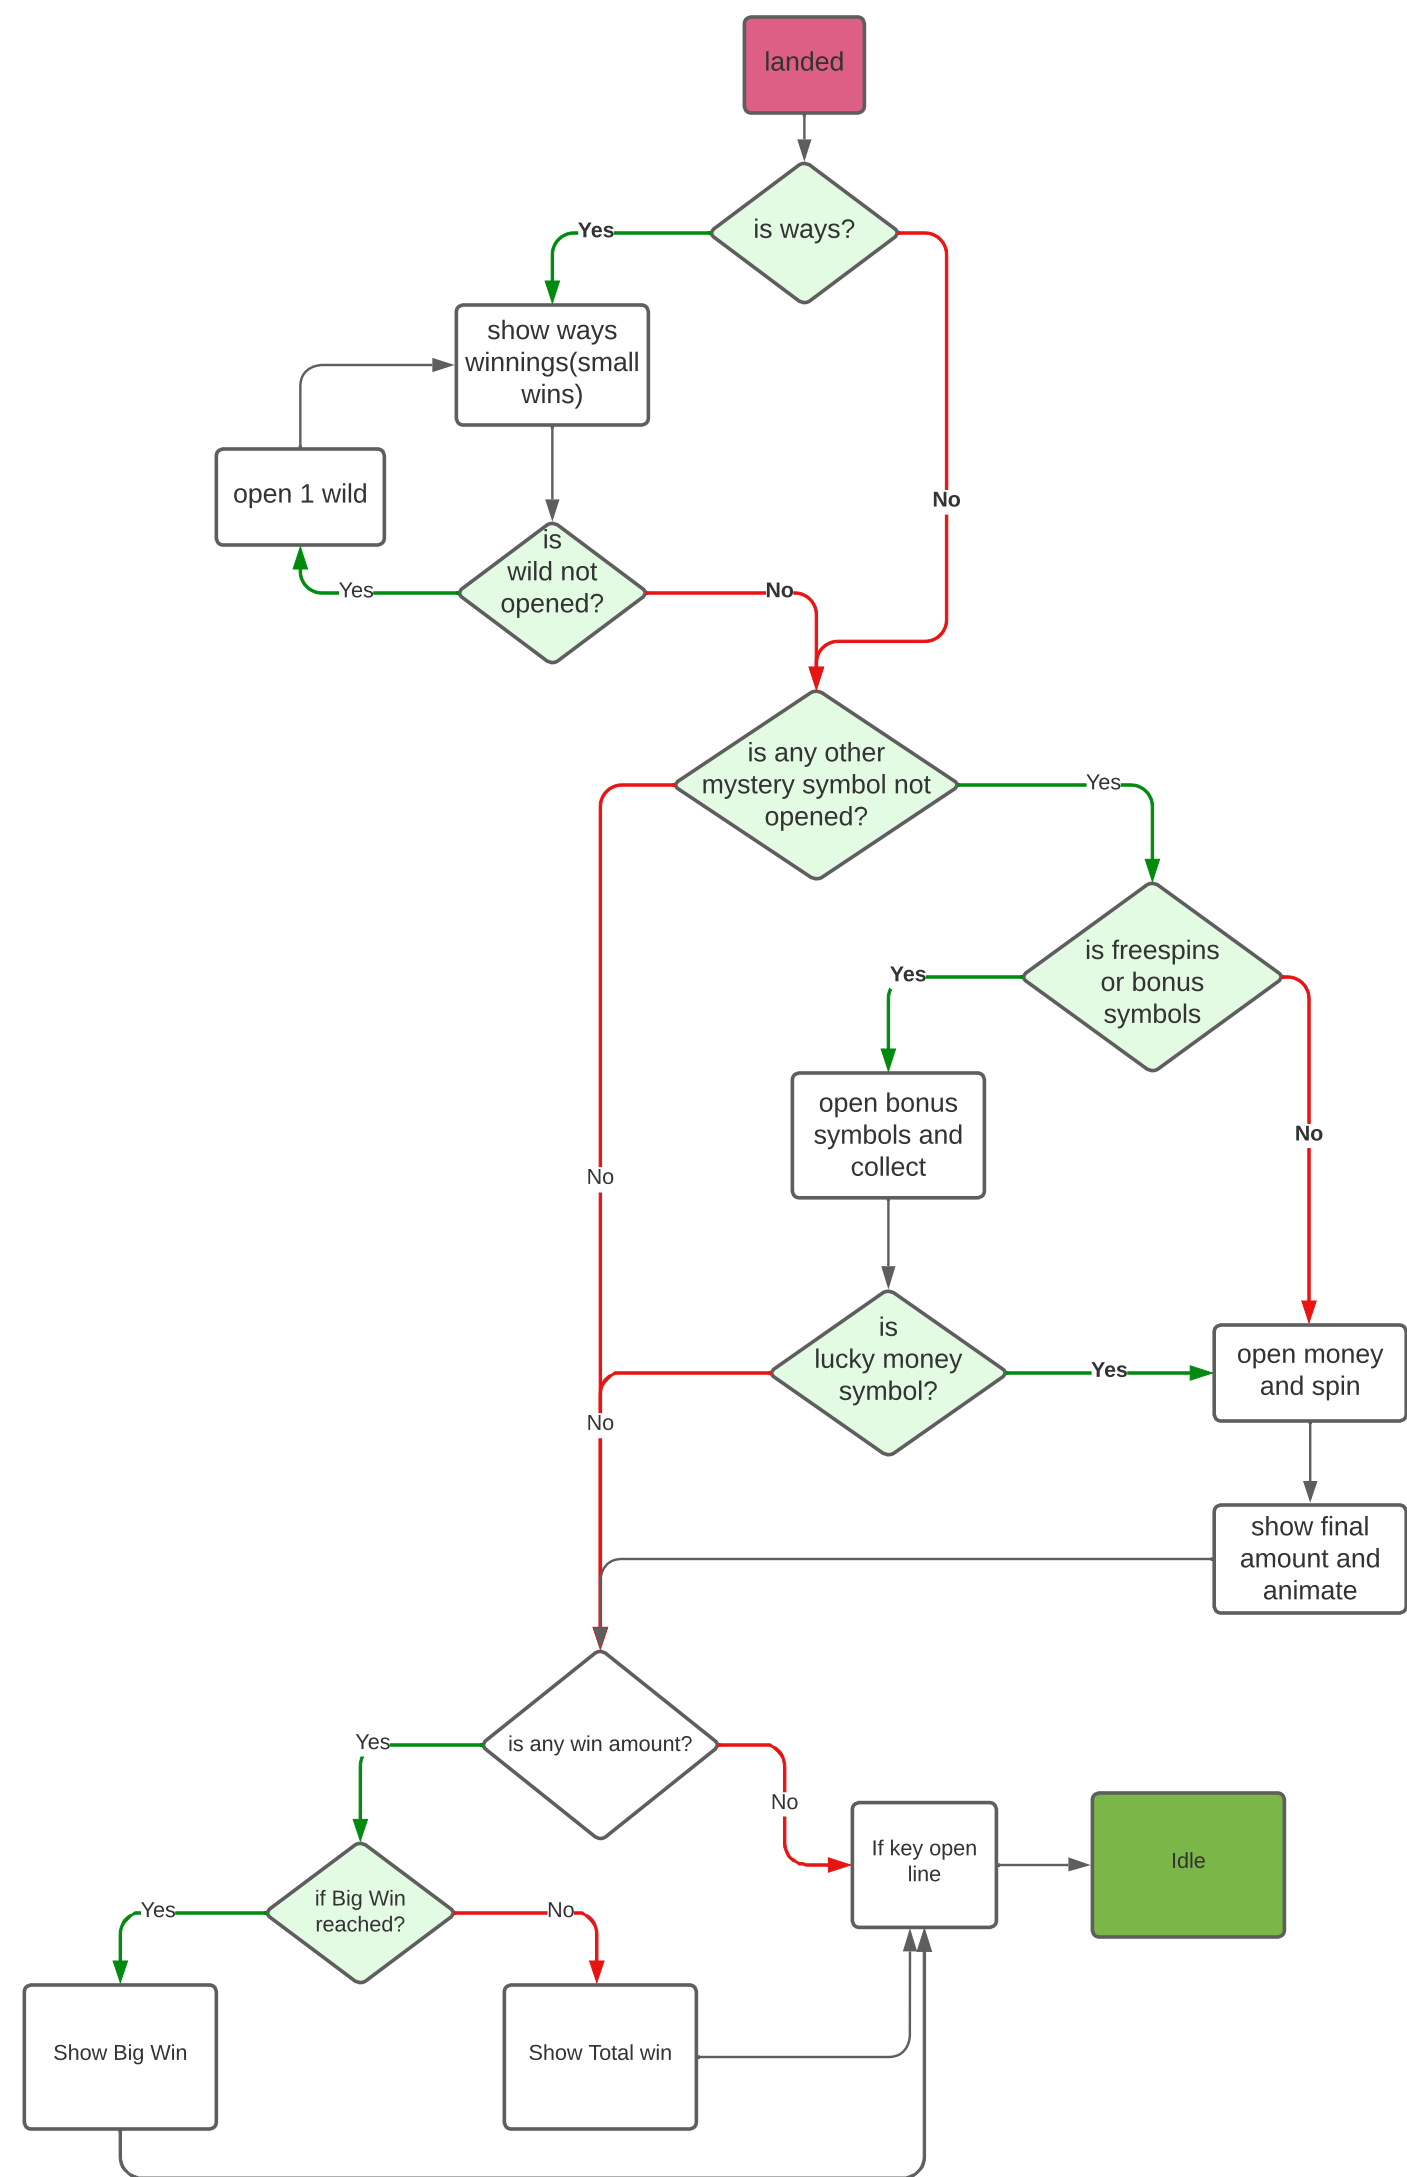 landed
is ways?
Yes
show ways
winnings(small
wins)
open 1 wild
No
is
wild not
opened?
Yes
No
is any other
mystery symbol not
opened?
Yes
is freespins
or bonus
symbols
Yes
open bonus
symbols and
collect
No
No
is
lucky money
symbol?
Yes
open money
and spin
No
show final
amount and
animate
is any win amount?
Yes
No
If key open
line
Idle
if Big Win
reached?
Yes
No
Show Big Win
Show Total win